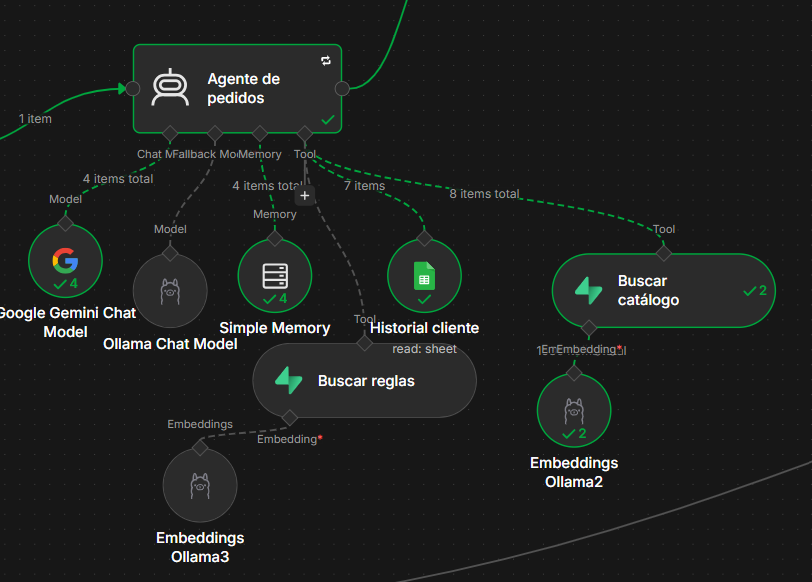 Agente de
pedidos
1 item
Chat M
Fallback Mo
Memory
Tool
4 items total
4 items total
7 items
8 items total
Model
Memory
Model
Tool
4
4
Buscar
catálogo
2
Google Gemini Chat
Model
Ollama Chat Model
Simple Memory
Tool
Historial cliente
read: sheet
Embedding*
Buscar reglas
2
Embeddings
Embedding*
Embeddings
Ollama2
Embeddings
Ollama3